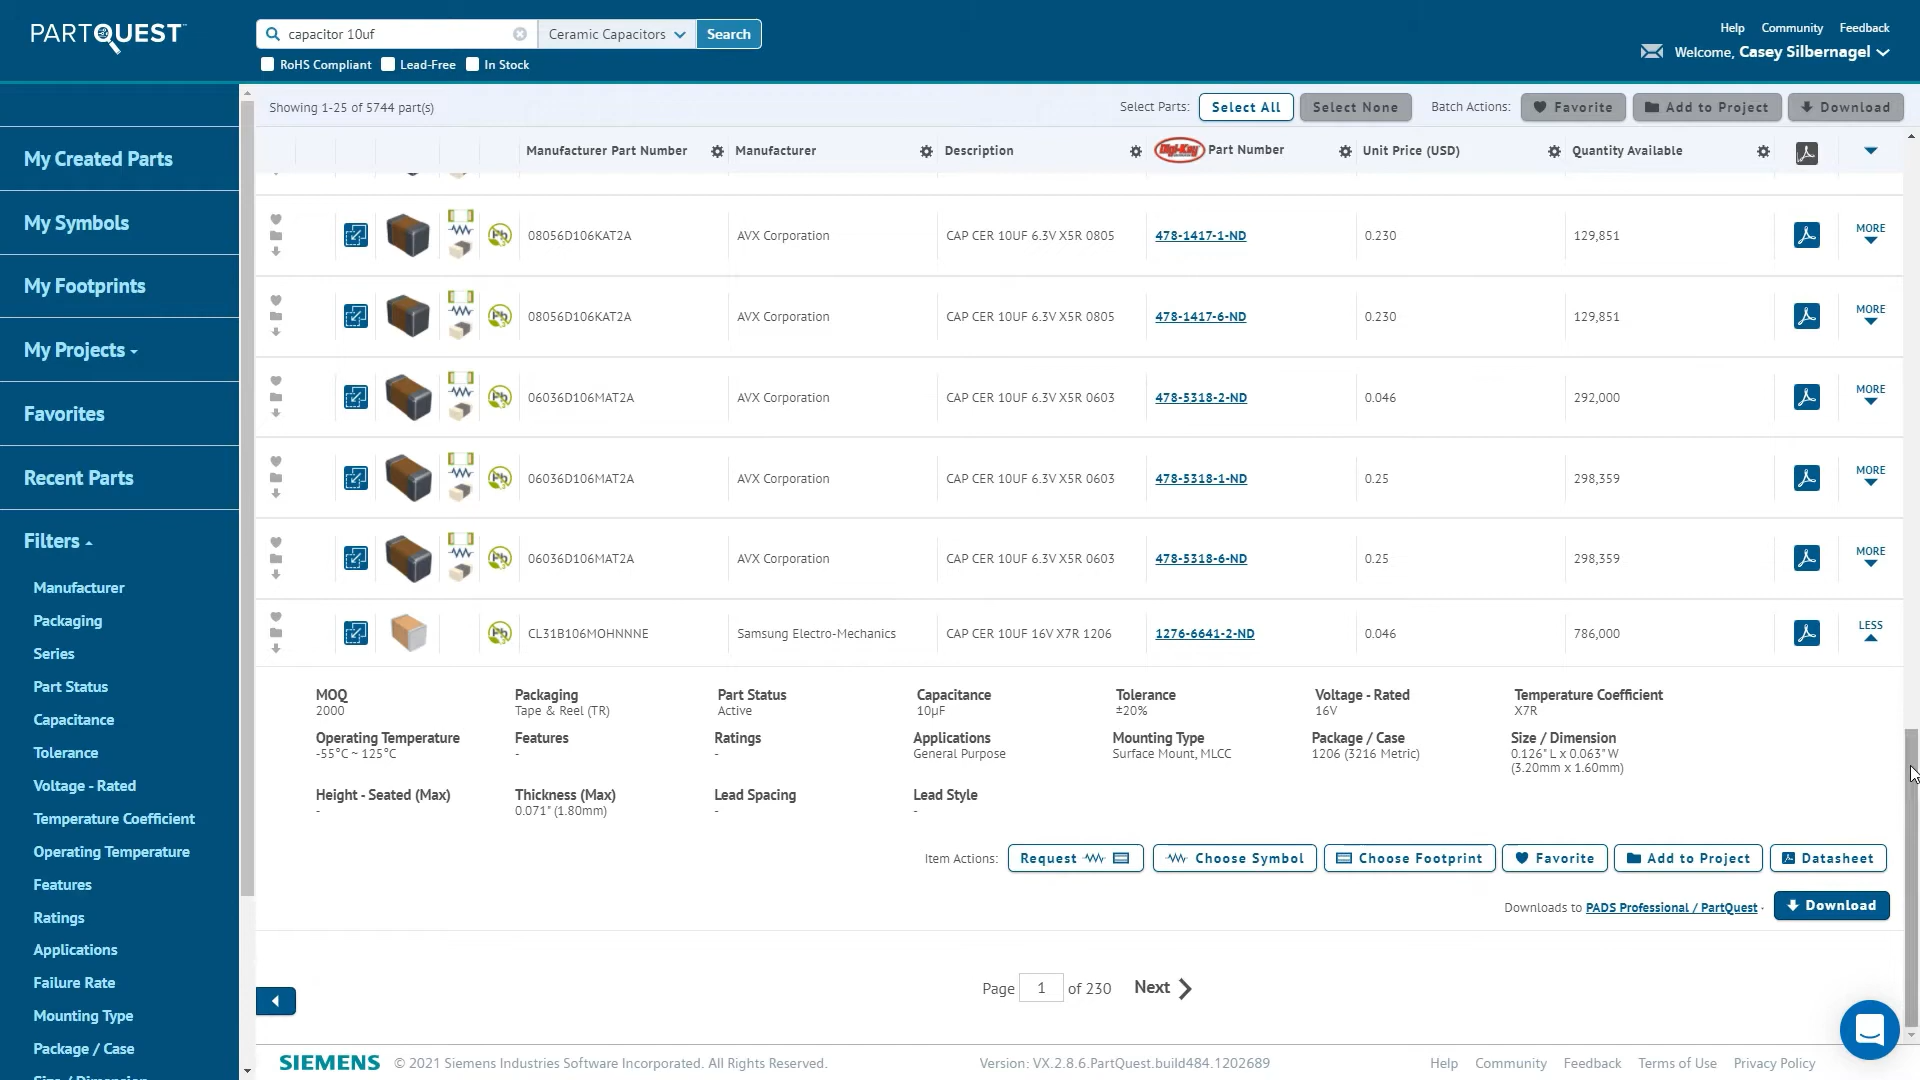 PARTQUEST
capacitor 10uf
Ceramic Capacitors
Search
Help Community Feedback
Welcome, Casey Silbernagel
RoHS Compliant Lead-Free In Stock
Showing 1-25 of 5744 part(s)
Select Parts: Select All Select None Batch Actions: Favorite Add to Project Download
Manufacturer Part Number Manufacturer Description Digi-Key Part Number Unit Price (USD) Quantity Available
08056D106KAT2A AVX Corporation CAP CER 10UF 6.3V X5R 0805 478-1417-1-ND 0.230 129,851 MORE
08056D106KAT2A AVX Corporation CAP CER 10UF 6.3V X5R 0805 478-1417-6-ND 0.230 129,851 MORE
06036D106MAT2A AVX Corporation CAP CER 10UF 6.3V X5R 0603 478-5318-2-ND 0.046 292,000 MORE
06036D106MAT2A AVX Corporation CAP CER 10UF 6.3V X5R 0603 478-5318-1-ND 0.25 298,359 MORE
06036D106MAT2A AVX Corporation CAP CER 10UF 6.3V X5R 0603 478-5318-6-ND 0.25 298,359 MORE
CL31B106MOHNNNE Samsung Electro-Mechanics CAP CER 10UF 16V X7R 1206 1276-6641-2-ND 0.046 786,000 LESS
MOQ Packaging Part Status Capacitance Tolerance Voltage - Rated Temperature Coefficient
2000 Tape & Reel (TR) Active 10µF ±20% 16V X7R
Operating Temperature Features Ratings Applications Mounting Type Package / Case Size / Dimension
-55°C ~ 125°C - - General Purpose Surface Mount, MLCC 1206 (3216 Metric) 0.126" L x 0.063" W
(3.20mm x 1.60mm)
Height - Seated (Max) Thickness (Max) Lead Spacing Lead Style
- 0.071" (1.80mm) - -
Item Actions: Request Choose Symbol Choose Footprint Favorite Add to Project Datasheet
Downloads to PADS Professional / PartQuest Download
Page 1 of 230 Next
My Created Parts
My Symbols
My Footprints
My Projects
Favorites
Recent Parts
Filters
Manufacturer
Packaging
Series
Part Status
Capacitance
Tolerance
Voltage - Rated
Temperature Coefficient
Operating Temperature
Features
Ratings
Applications
Failure Rate
Mounting Type
Package / Case
Size / Dimension
SIEMENS © 2021 Siemens Industries Software Incorporated. All Rights Reserved. Version: VX.2.8.6.PartQuest.build484.1202689 Help Community Feedback Terms of Use Privacy Policy